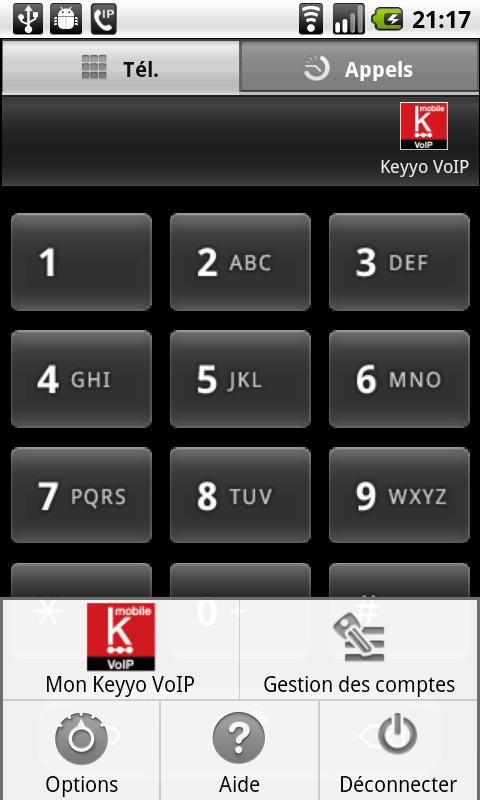 IP
21:17
Tél.
Appels
K mobile
VoIP
Keyyo VoIP
1
2 ABC
3 DEF
4 GHI
5 JKL
6 MNO
7 PQRS
8 TUV
9 WXYZ
* 0 + #
K mobile
VoIP
Mon Keyyo VoIP
Gestion des comptes
Options
Aide
Déconnecter